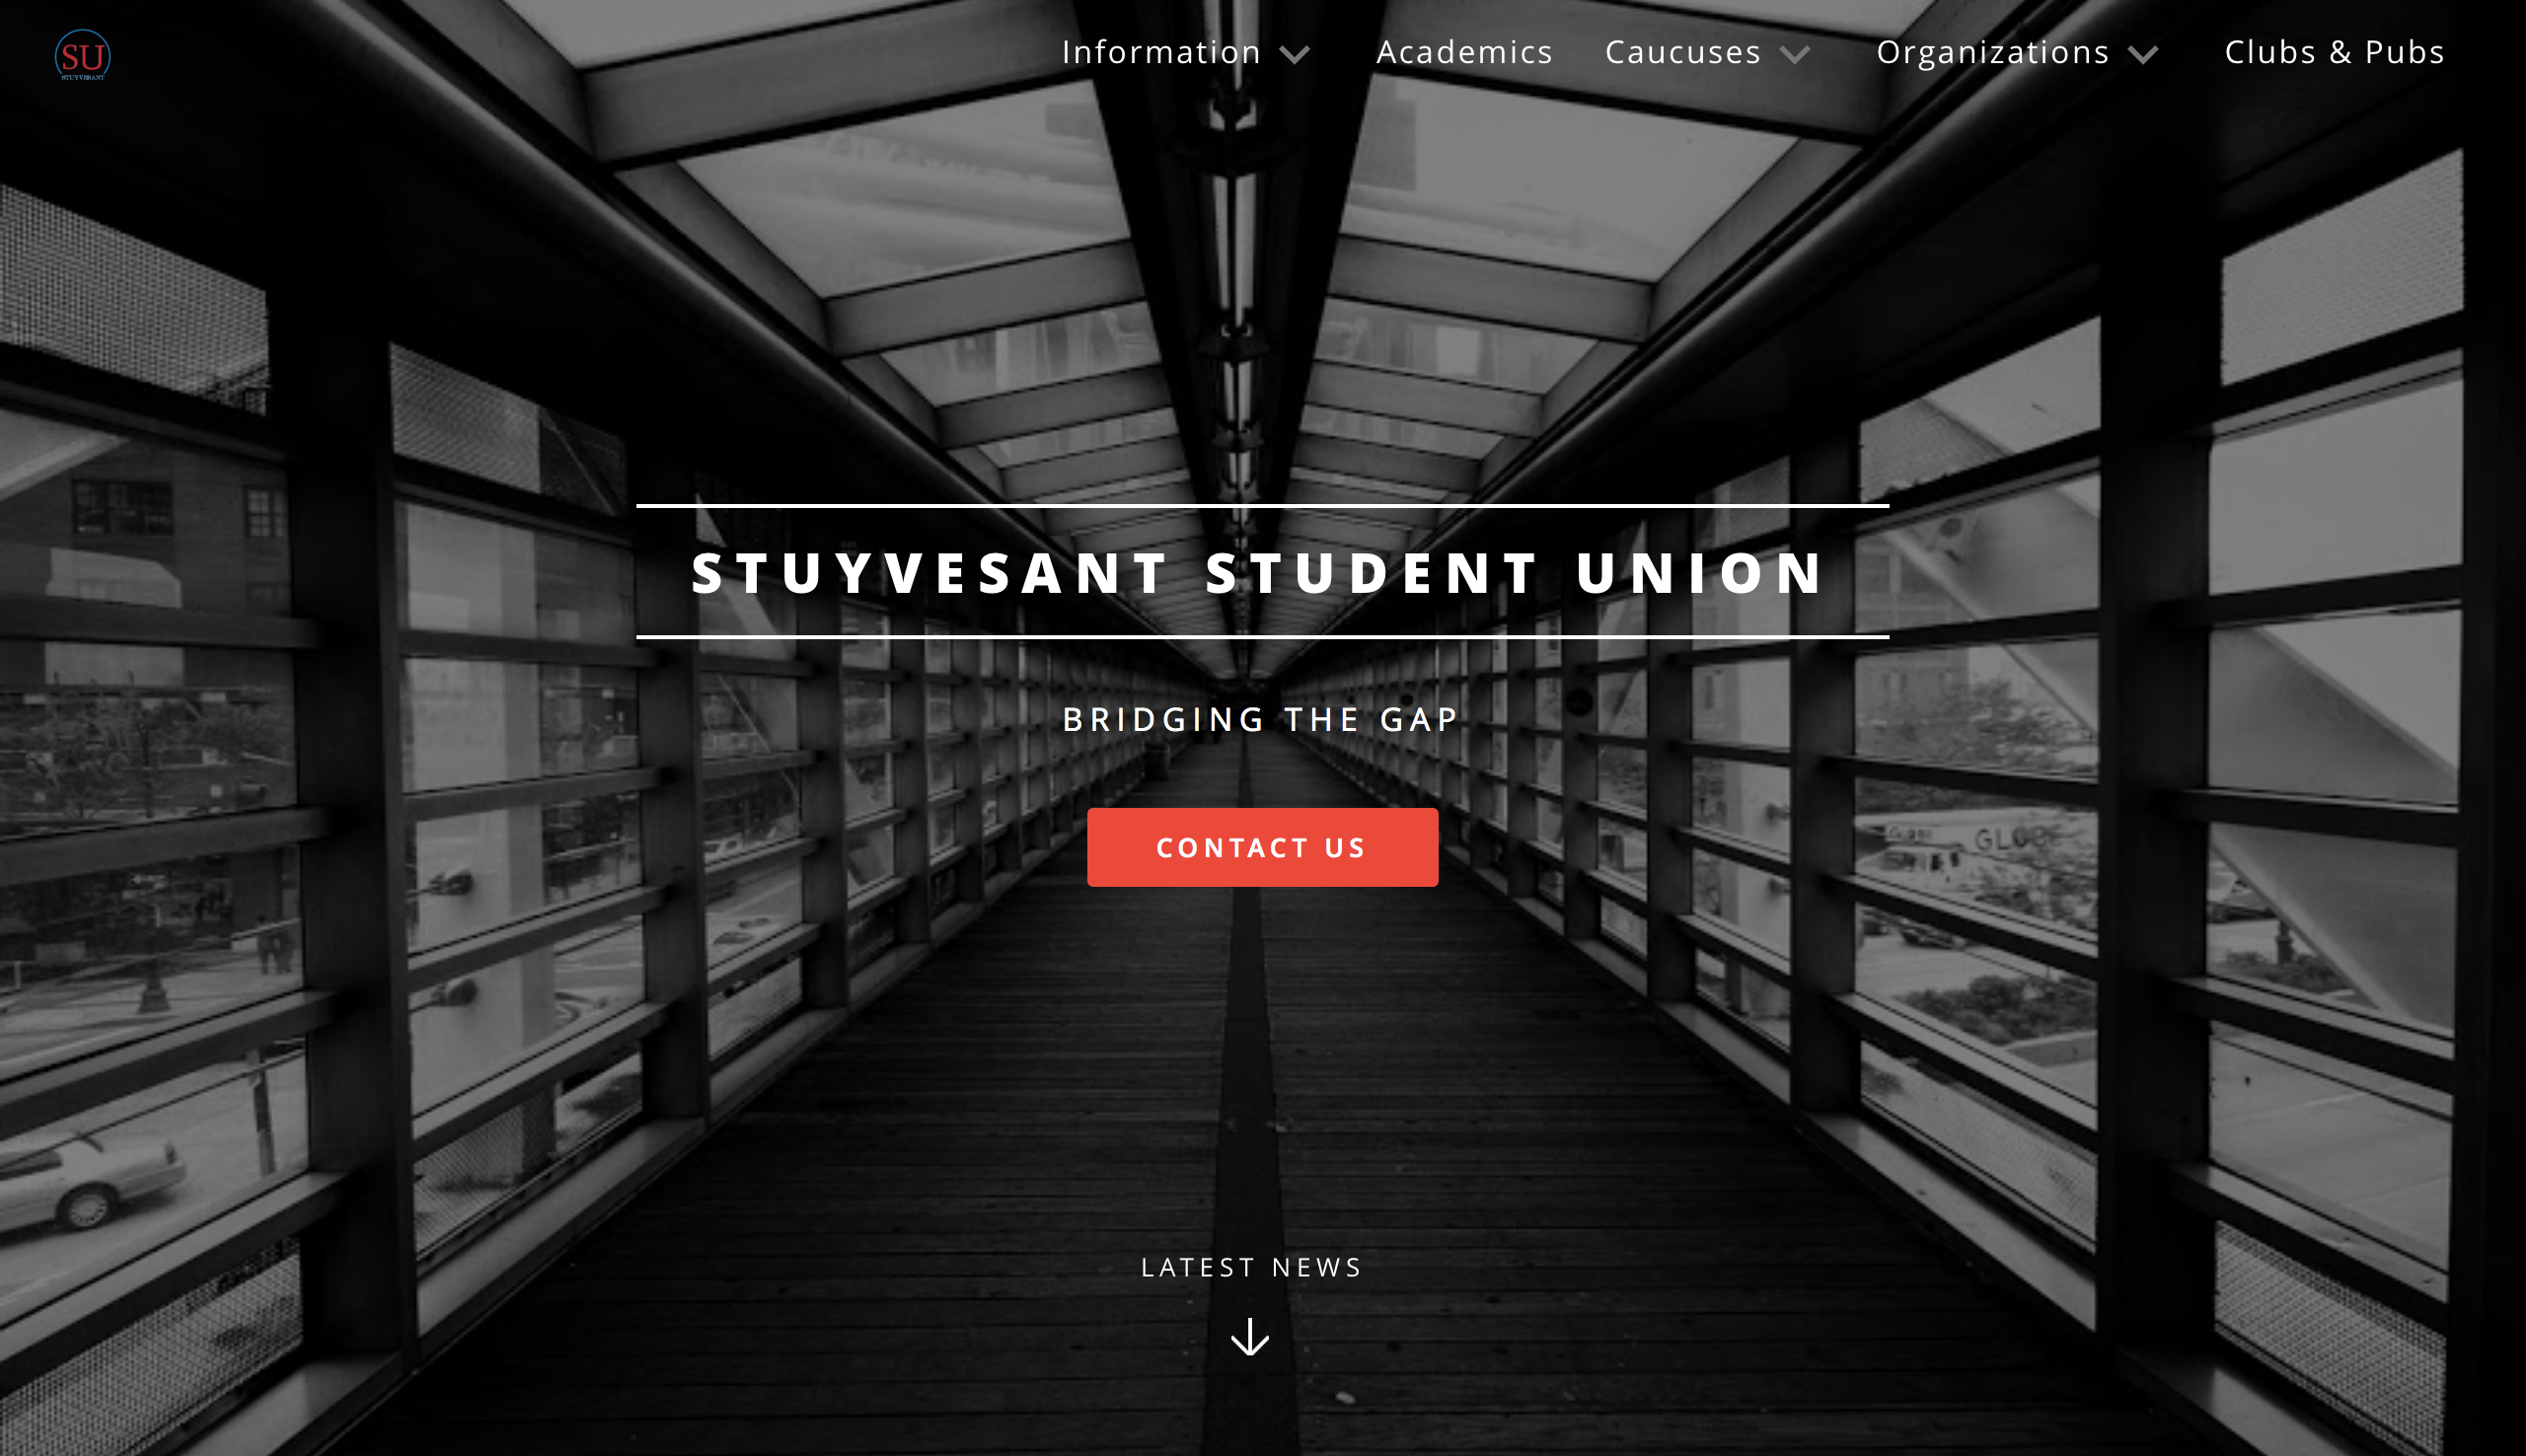 SU
STUYVESANT
Information
Academics
Caucuses
Organizations
Clubs & Pubs
STUYVESANT STUDENT UNION
BRIDGING THE GAP
CONTACT US
GLOBE
LATEST NEWS